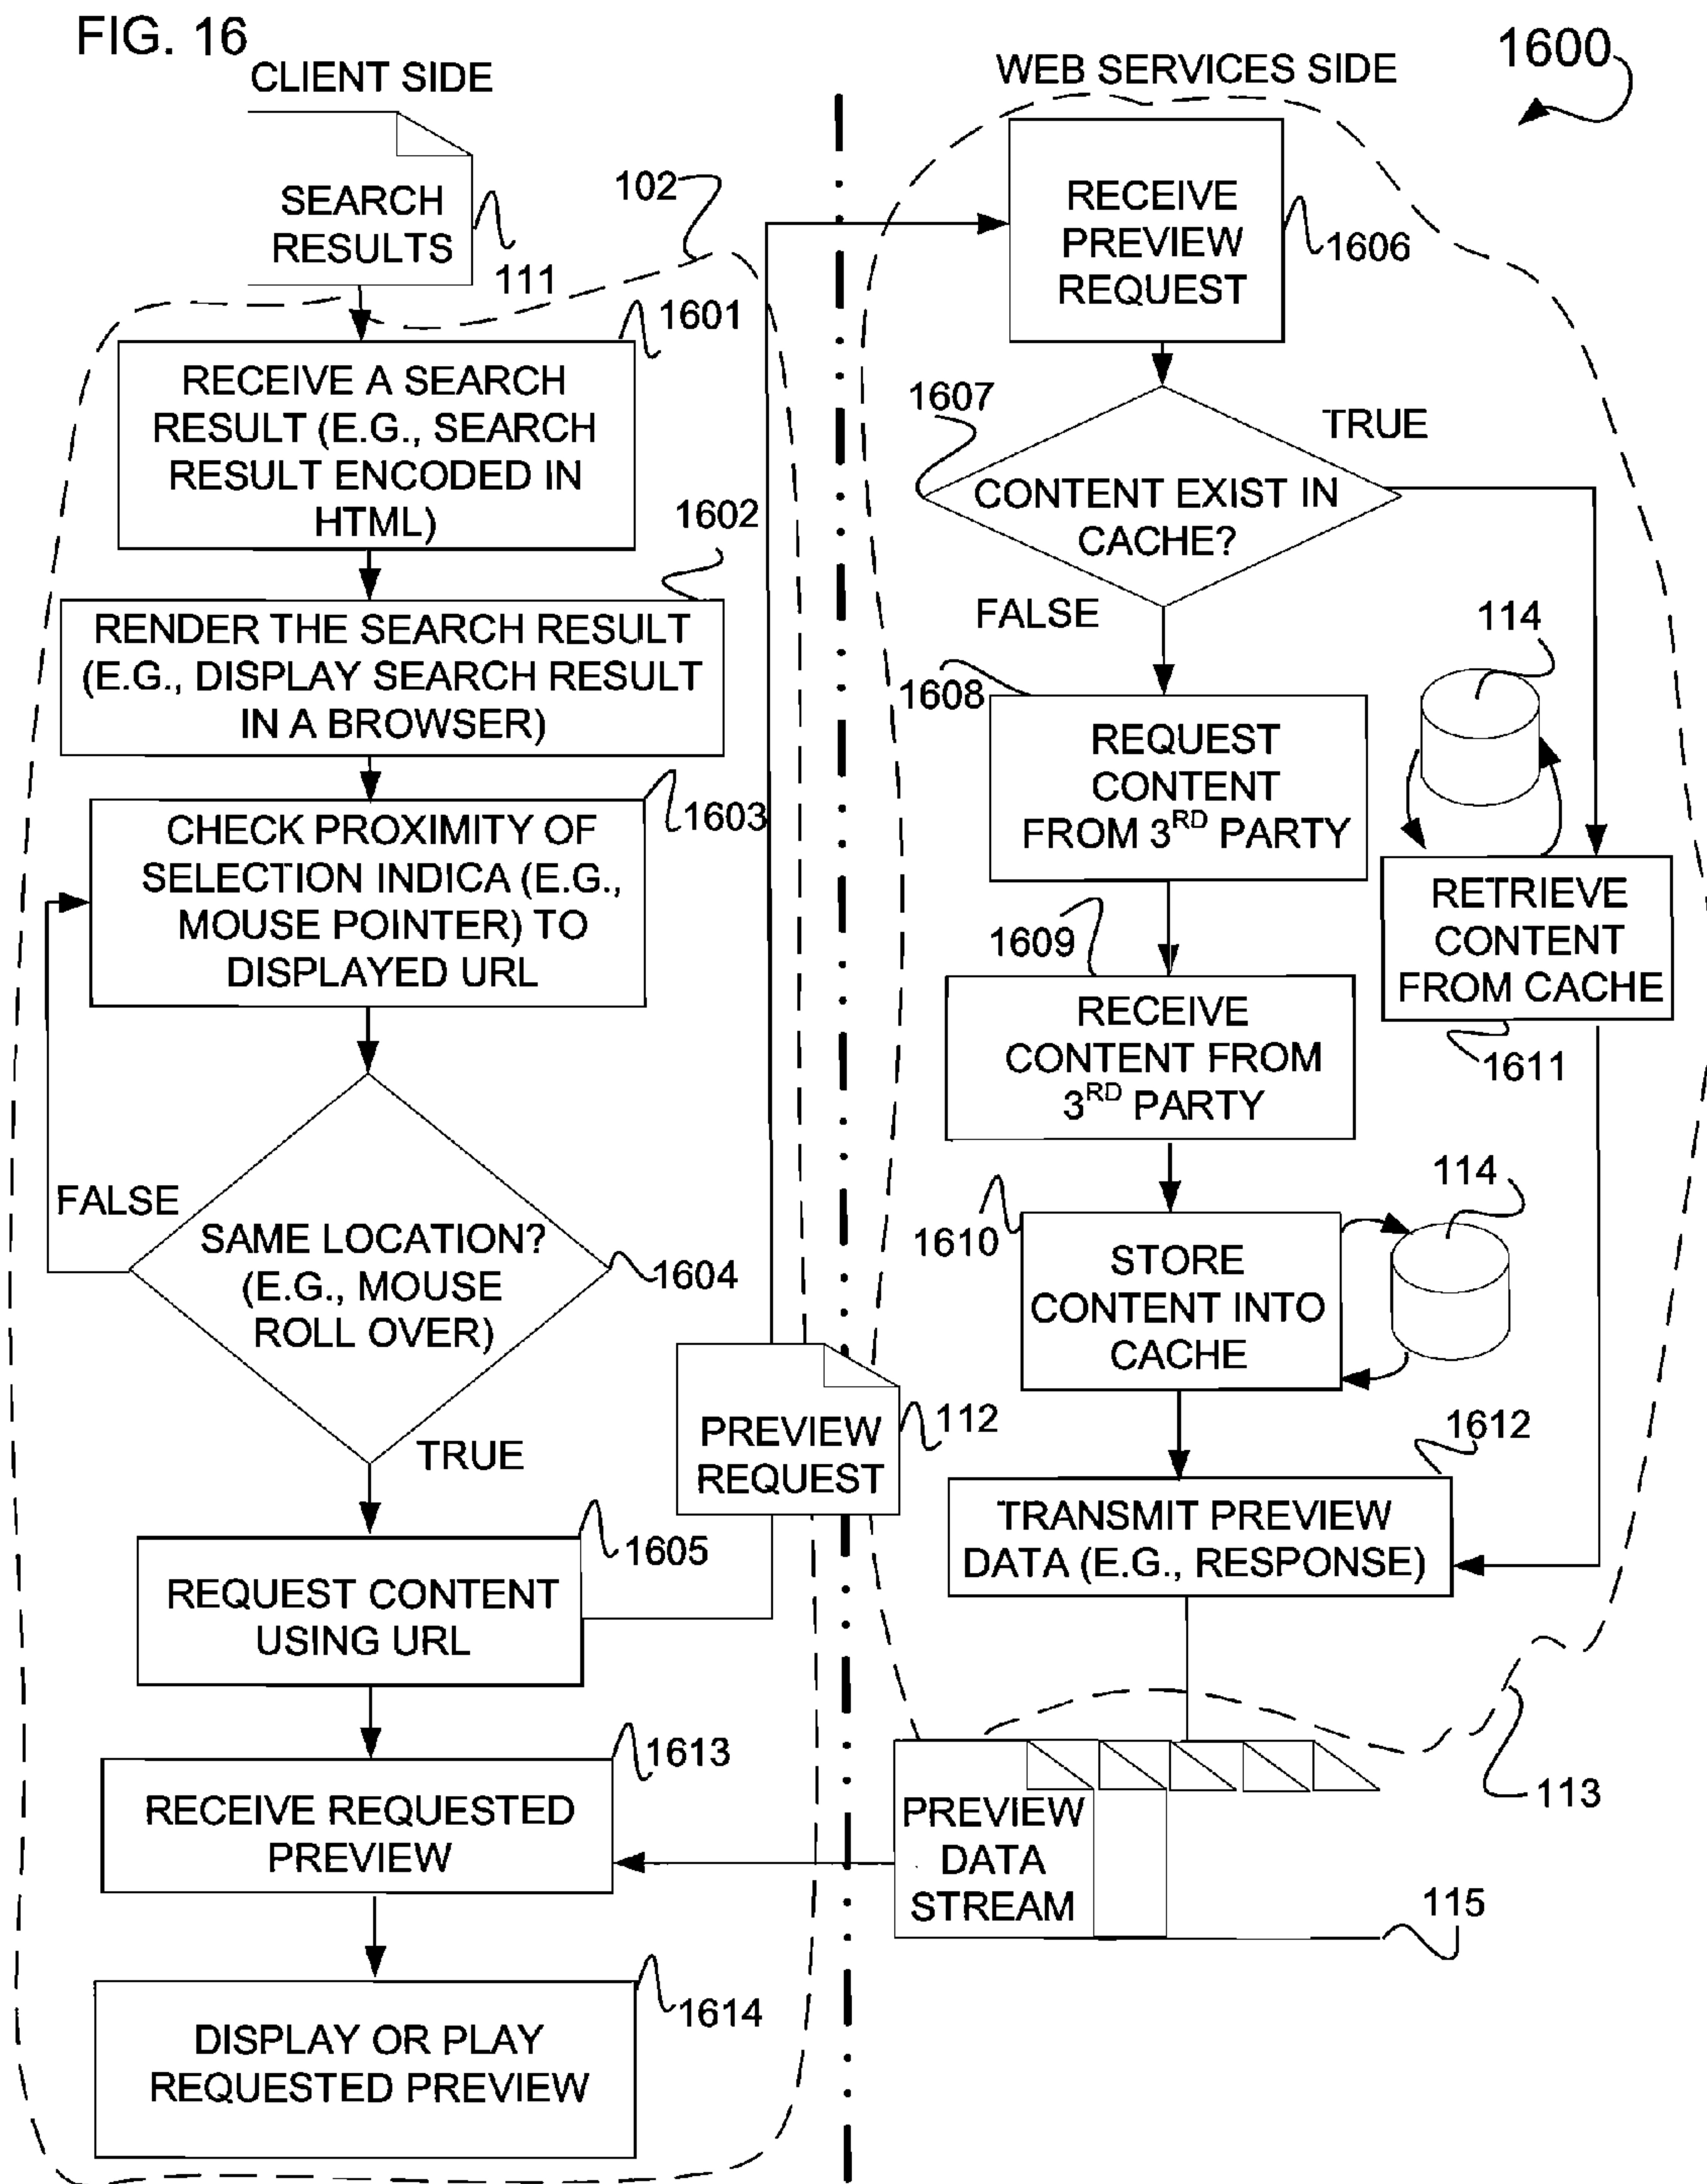 FIG. 16
1600
CLIENT SIDE
SEARCH
RESULTS
111
102
1601
RECEIVE A SEARCH
RESULT (E.G., SEARCH
RESULT ENCODED IN
HTML)
1602
RENDER THE SEARCH RESULT
(E.G., DISPLAY SEARCH RESULT
IN A BROWSER)
1603
CHECK PROXIMITY OF
SELECTION INDICA (E.G.,
MOUSE POINTER) TO
DISPLAYED URL
FALSE
SAME LOCATION?
(E.G., MOUSE
ROLL OVER)
1604
TRUE
1605
REQUEST CONTENT
USING URL
PREVIEW
REQUEST
112
1613
RECEIVE REQUESTED
PREVIEW
1614
DISPLAY OR PLAY
REQUESTED PREVIEW
WEB SERVICES SIDE
RECEIVE
PREVIEW
REQUEST
1606
1607
TRUE
CONTENT EXIST IN
CACHE?
FALSE
1608
REQUEST
CONTENT
FROM 3RD PARTY
114
RETRIEVE
CONTENT
FROM CACHE
1611
1609
RECEIVE
CONTENT FROM
3RD PARTY
1610
STORE
CONTENT INTO
CACHE
114
1612
TRANSMIT PREVIEW
DATA (E.G., RESPONSE)
113
PREVIEW
DATA
STREAM
115